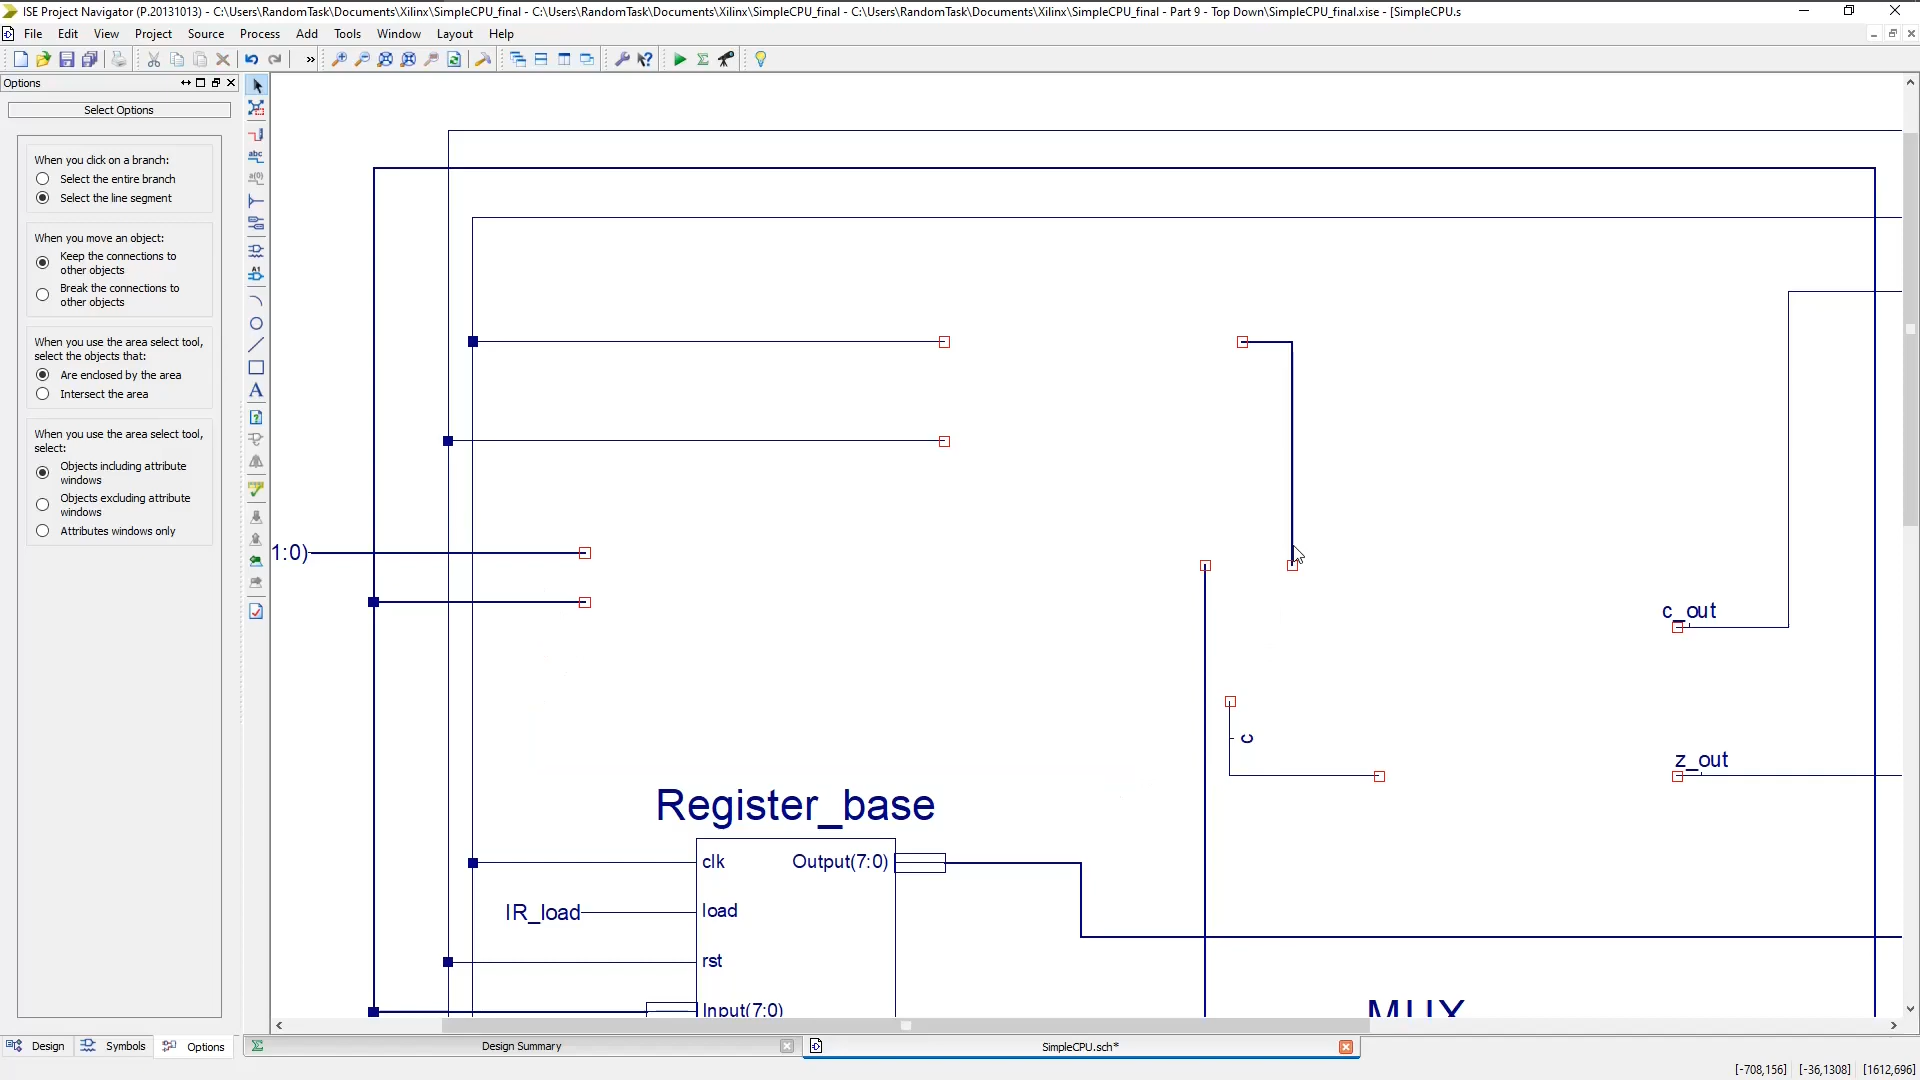 ISE Project Navigator (P.20131013) - C:\Users\RandomTask\Documents\Xilinx\SimpleCPU_final - C:\Users\RandomTask\Documents\Xilinx\SimpleCPU_final - C:\Users\RandomTask\Documents\Xilinx\SimpleCPU_final - Part 9 - Top Down\SimpleCPU_final.xise - [SimpleCPU.s
File Edit View Project Source Process Add Tools Window Layout Help
Options
Select Options
When you click on a branch:
Select the entire branch
Select the line segment
When you move an object:
Keep the connections to
other objects
Break the connections to
other objects
When you use the area select tool,
select the objects that:
Are enclosed by the area
Intersect the area
When you use the area select tool,
select:
Objects including attribute
windows
Objects excluding attribute
windows
Attributes windows only
1:0)
c_out
c
z_out
Register_base
clk Output(7:0)
IR_load load
rst
Input(7:0)
MUX
Design Symbols Options
Design Summary
SimpleCPU.sch*
[-708,156] [-36,1308] [1612,696]